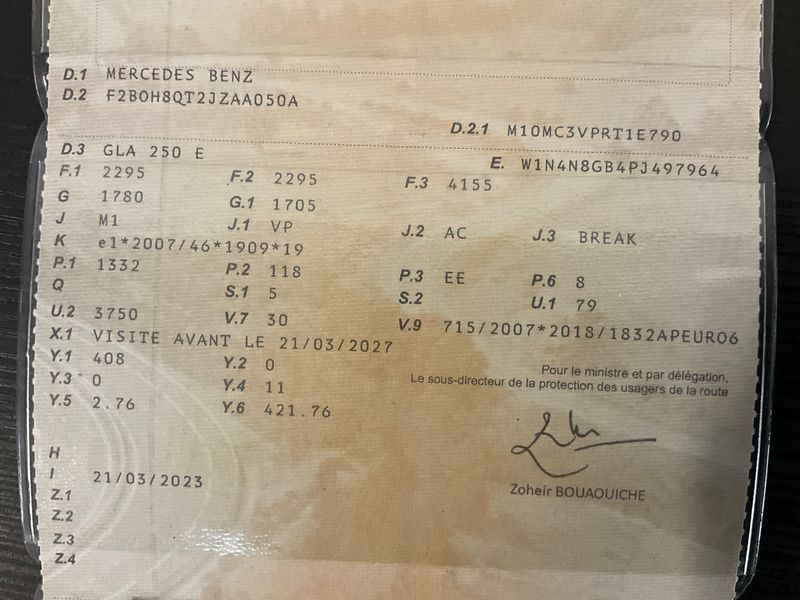 D.1 MERCEDES BENZ
D.2 F2B0H8QT2JZAA050A
D.2.1 M10MC3VPRT1E790
D.3 GLA 250 E
E. W1N4N8GB4PJ497964
F.1 2295 F.2 2295 F.3 4155
G 1780 G.1 1705
J M1 J.1 VP J.2 AC J.3 BREAK
K e1*2007/46*1909*19
P.1 1332 P.2 118 P.3 EE P.6 8
Q S.1 5 S.2 U.1 79
U.2 3750 V.7 30 V.9 715/2007*2018/1832APEURO6
X.1 VISITE AVANT LE 21/03/2027
Y.1 408 Y.2 0
Y.3 0 Y.4 11
Y.5 2.76 Y.6 421.76
Pour le ministre et par délégation,
Le sous-directeur de la protection des usagers de la route
Zoheir BOUAOUICHE
H
I 21/03/2023
Z.1
Z.2
Z.3
Z.4